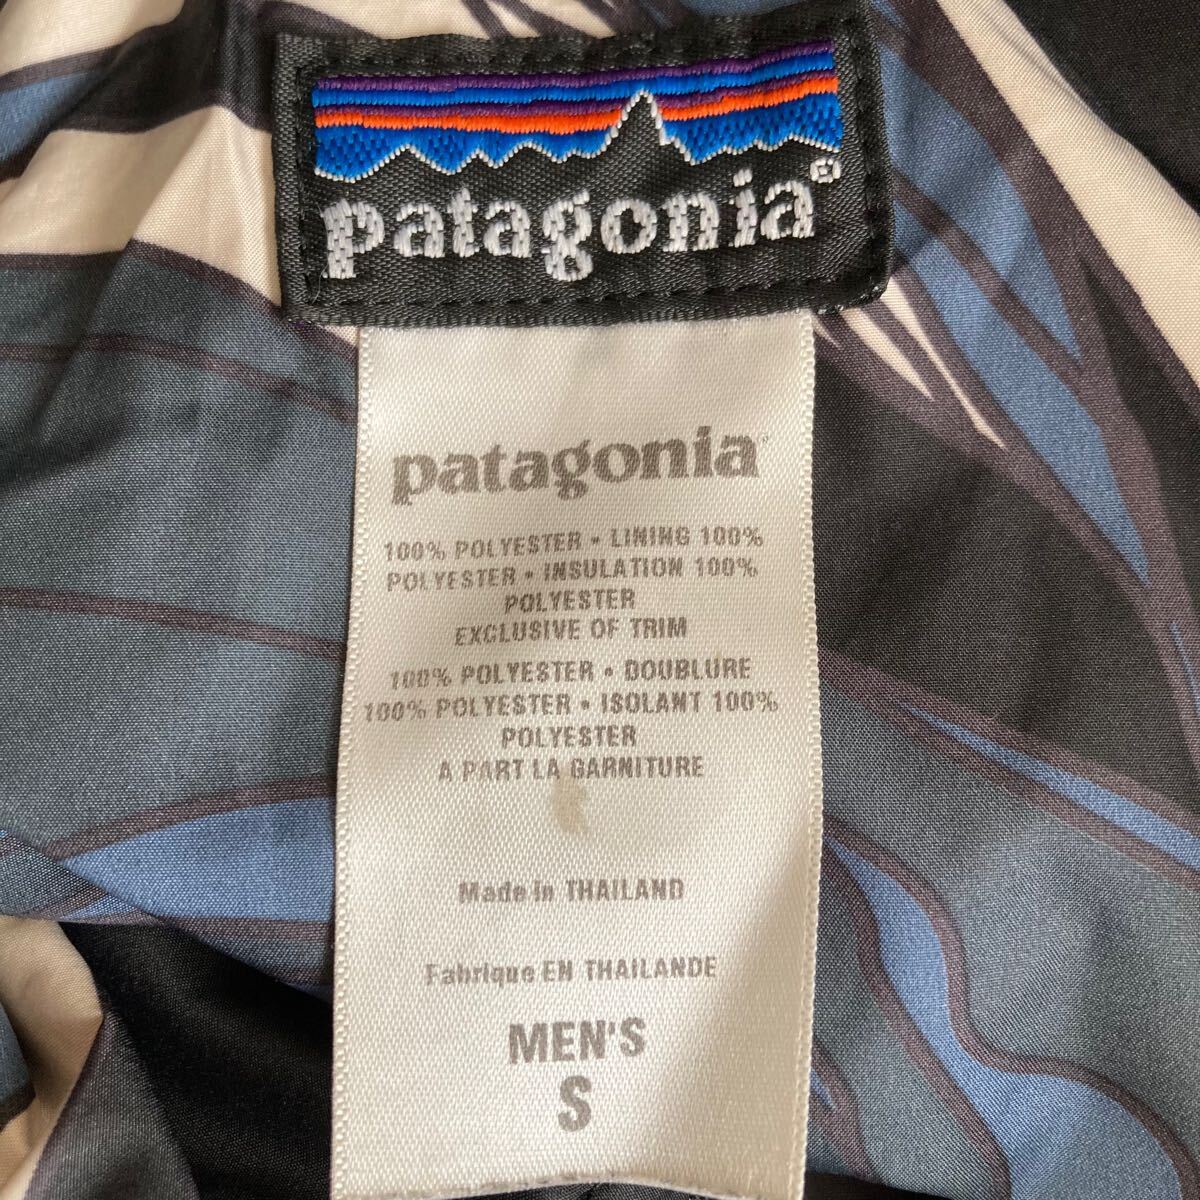 patagonia®
patagonia
100% POLYESTER • LINING 100%
POLYESTER • INSULATION 100%
POLYESTER
EXCLUSIVE OF TRIM
100% POLYESTER • DOUBLURE
100% POLYESTER • ISOLANT 100%
POLYESTER
A PART LA GARNITURE
Made in THAILAND
Fabrique EN THAILANDE
MEN'S
S